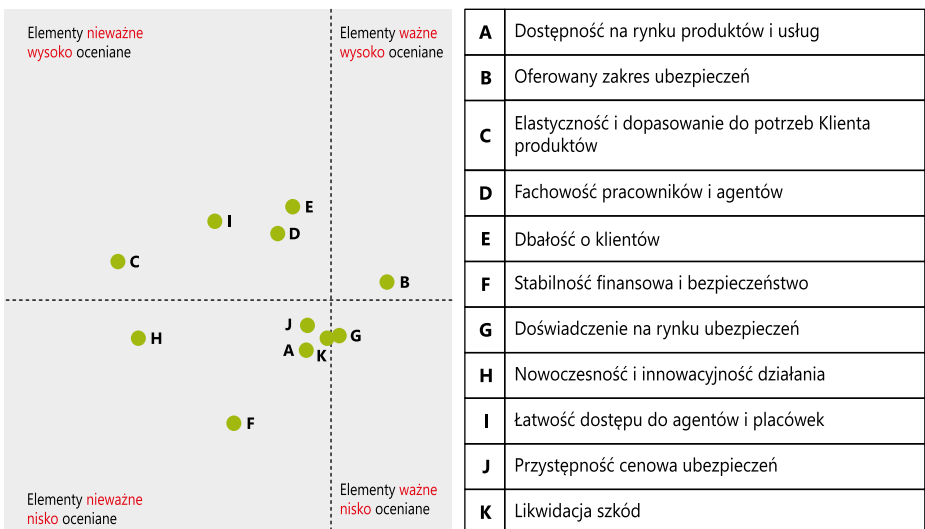 Elementy nieważne
wysoko oceniane
Elementy ważne
wysoko oceniane
E
I
D
C
B
J
G
H
A
K
F
Elementy nieważne
nisko oceniane
Elementy ważne
nisko oceniane
A Dostępność na rynku produktów i usług
B Oferowany zakres ubezpieczeń
C Elastyczność i dopasowanie do potrzeb Klienta
produktów
D Fachowość pracowników i agentów
E Dbałość o klientów
F Stabilność finansowa i bezpieczeństwo
G Doświadczenie na rynku ubezpieczeń
H Nowoczesność i innowacyjność działania
I Łatwość dostępu do agentów i placówek
J Przystępność cenowa ubezpieczeń
K Likwidacja szkód